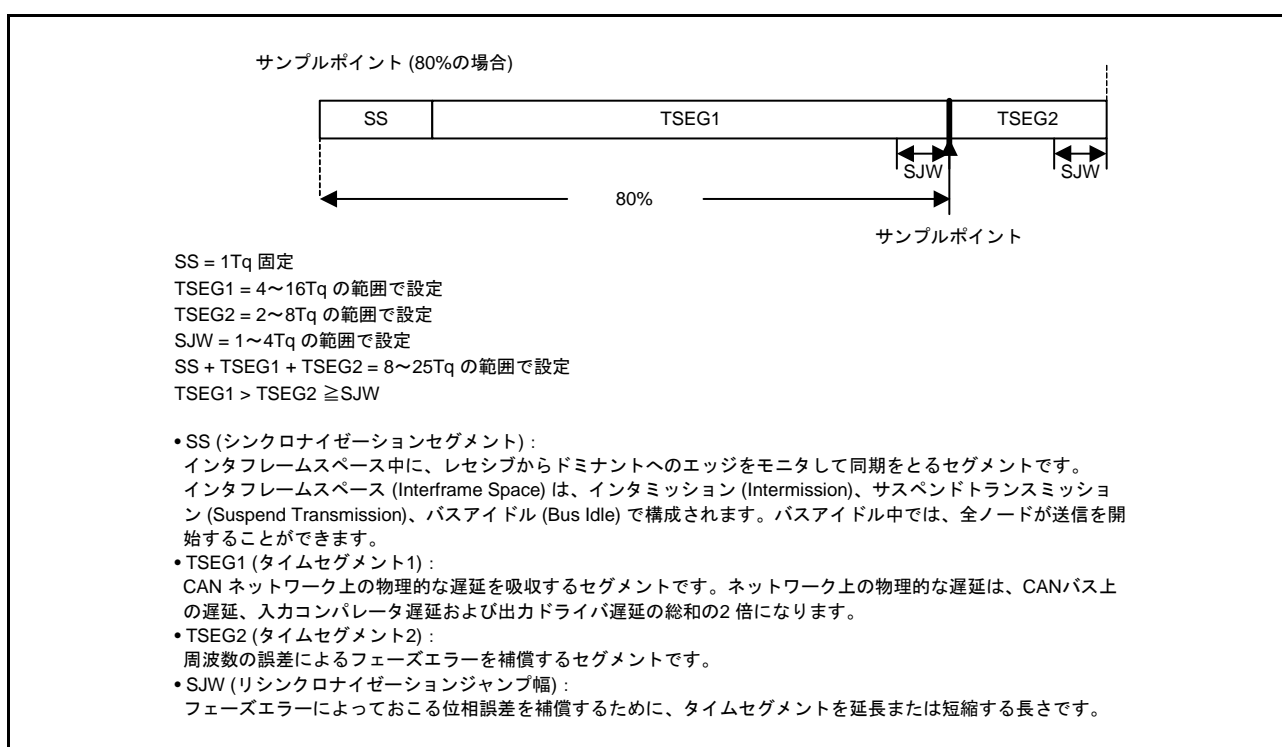 サンプルポイント (80%の場合)
SS
TSEG1
TSEG2
SJW
SJW
80%
サンプルポイント
SS = 1Tq 固定
TSEG1 = 4～16Tq の範囲で設定
TSEG2 = 2～8Tq の範囲で設定
SJW = 1～4Tq の範囲で設定
SS + TSEG1 + TSEG2 = 8～25Tq の範囲で設定
TSEG1 > TSEG2 ≧SJW
• SS (シンクロナイゼーションセグメント) :
インタフレームスペース中に、レセシブからドミナントへのエッジをモニタして同期をとるセグメントです。
インタフレームスペース (Interframe Space) は、インタミッション (Intermission)、サスペンドトランスミッショ
ン (Suspend Transmission)、バスアイドル (Bus Idle) で構成されます。バスアイドル中では、全ノードが送信を開
始することができます。
• TSEG1 (タイムセグメント1) :
CAN ネットワーク上の物理的な遅延を吸収するセグメントです。ネットワーク上の物理的な遅延は、CANバス上
の遅延、入力コンパレータ遅延および出力ドライバ遅延の総和の2 倍になります。
• TSEG2 (タイムセグメント2) :
周波数の誤差によるフェーズエラーを補償するセグメントです。
• SJW (リシンクロナイゼーションジャンプ幅) :
フェーズエラーによっておこる位相誤差を補償するために、タイムセグメントを延長または短縮する長さです。